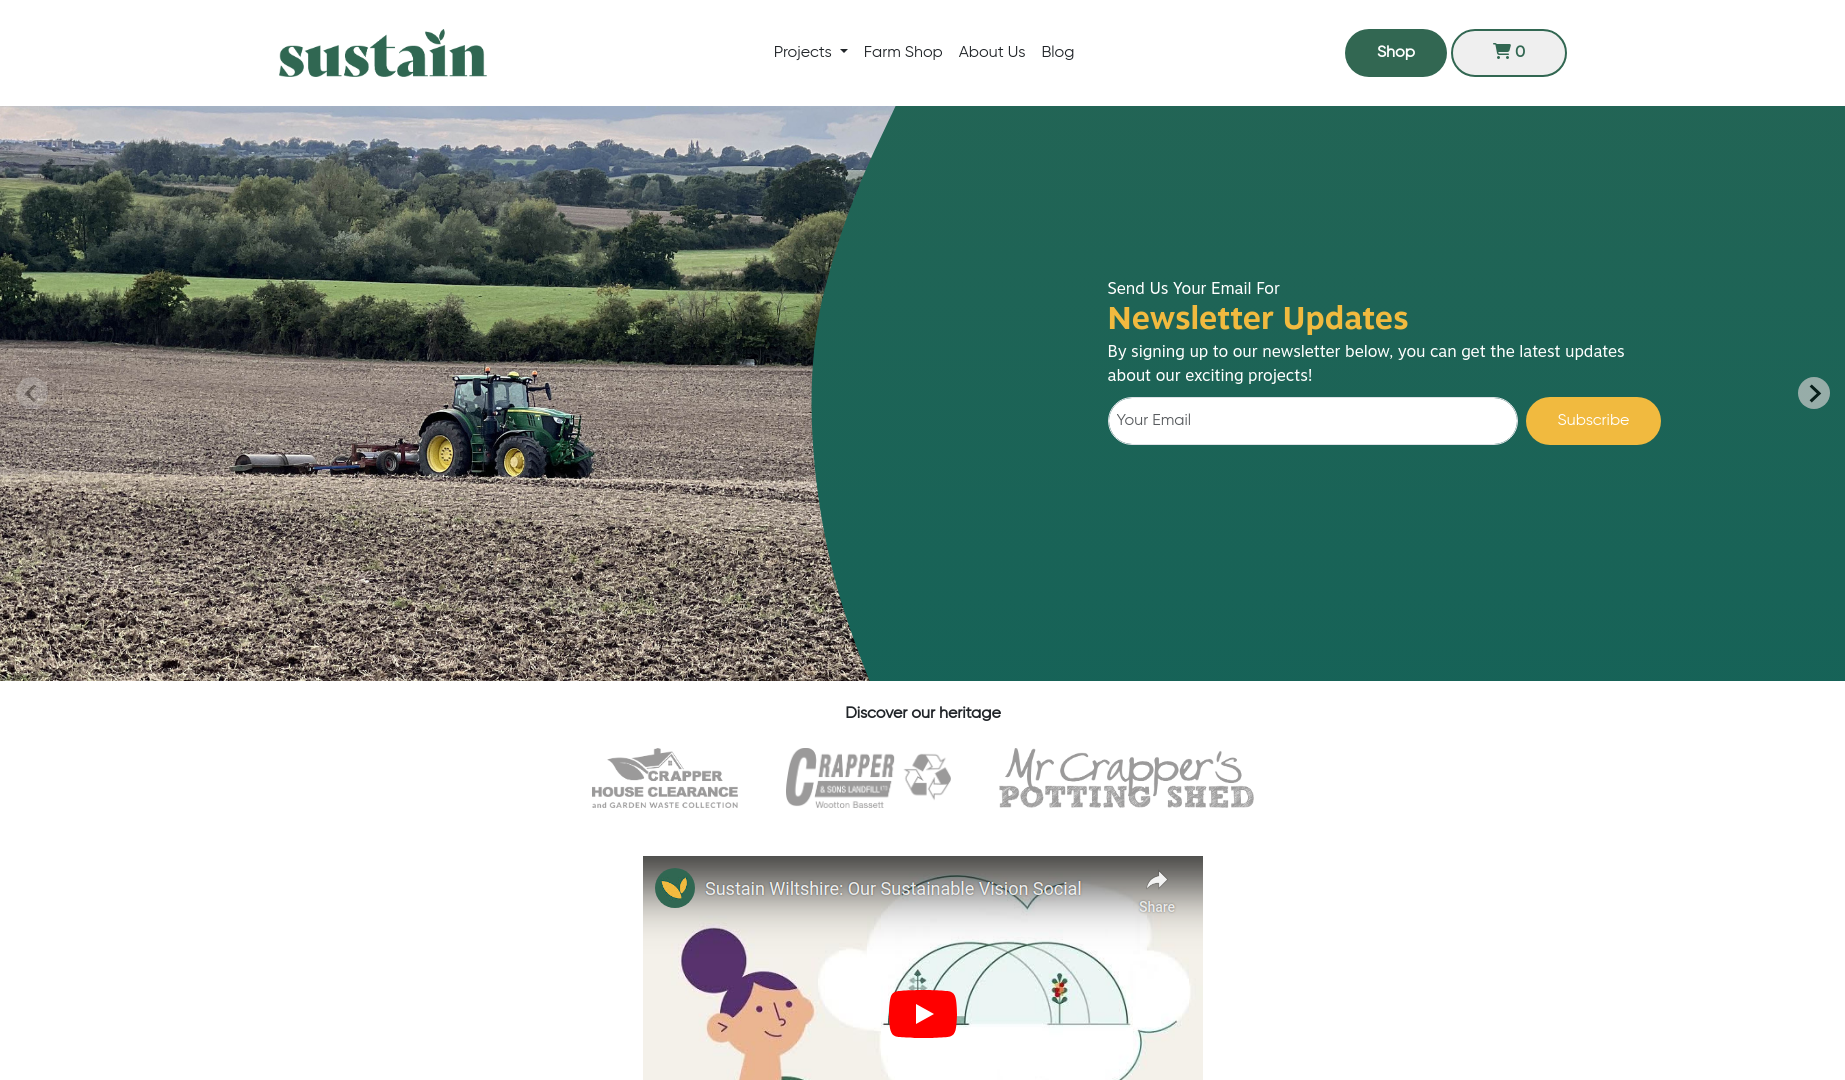 sustain
Projects
Farm Shop
About Us
Blog
Shop
0
Send Us Your Email For
Newsletter Updates
By signing up to our newsletter below, you can get the latest updates
about our exciting projects!
Your Email
Subscribe
Discover our heritage
CRAPPER
HOUSE CLEARANCE
and GARDEN WASTE COLLECTION
CRAPPER
& SONS LANDFILL LTD
Wootton Bassett
Mr Crapper's
POTTING SHED
Sustain Wiltshire: Our Sustainable Vision Social
Share